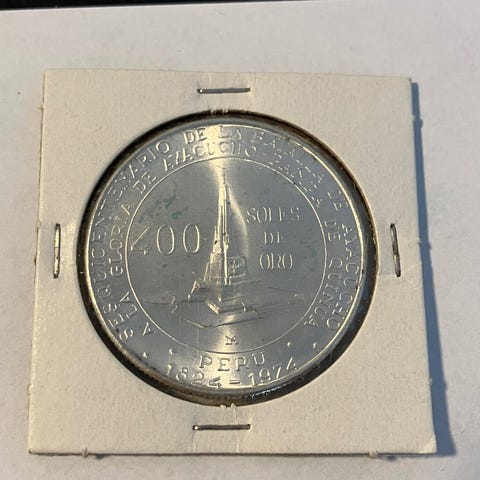 SESQUICENTENARIO DE LA BATALLA DE AYACUCHO
A LA GLORIA DE AYACUCHO-PAMPA DE QUINUA
400
SOLES
DE
ORO
M
PERU
1824-1974